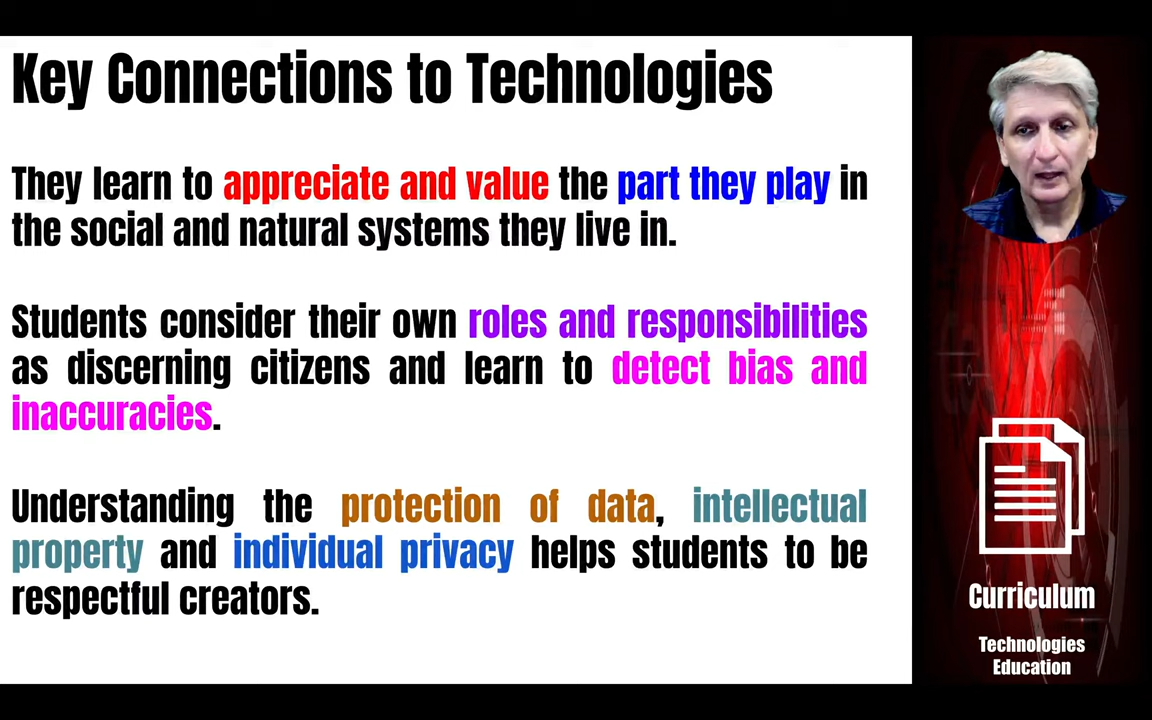 Key Connections to Technologies
They learn to appreciate and value the part they play in
the social and natural systems they live in.
Students consider their own roles and responsibilities
as discerning citizens and learn to detect bias and
inaccuracies.
Understanding the protection of data, intellectual
property and individual privacy helps students to be
respectful creators.
Curriculum
Technologies
Education